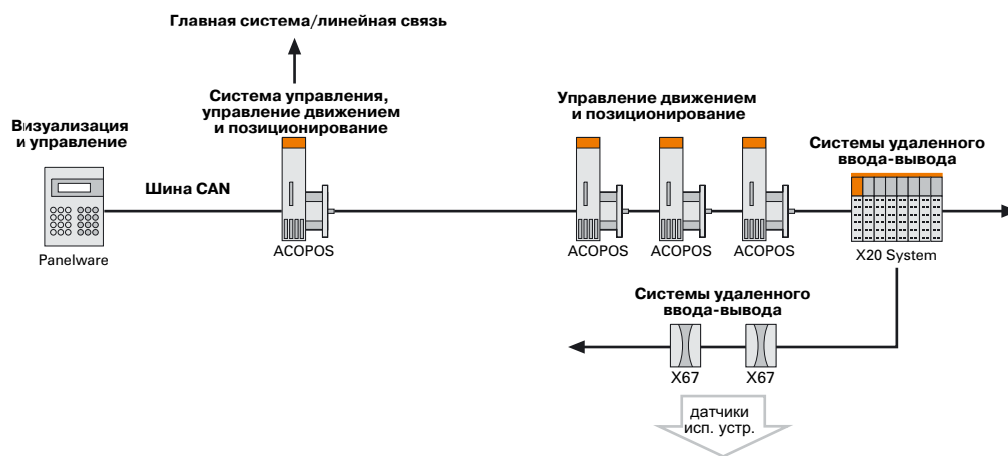 Главная система/линейная связь
Система управления,
управление движением
и позиционирование
Управление движением
и позиционирование
Визуализация
и управление
Системы удаленного
ввода-вывода
Шина CAN
Panelware
ACOPOS
ACOPOS
ACOPOS
ACOPOS
X20 System
Системы удаленного
ввода-вывода
X67
X67
датчики
исп. устр.